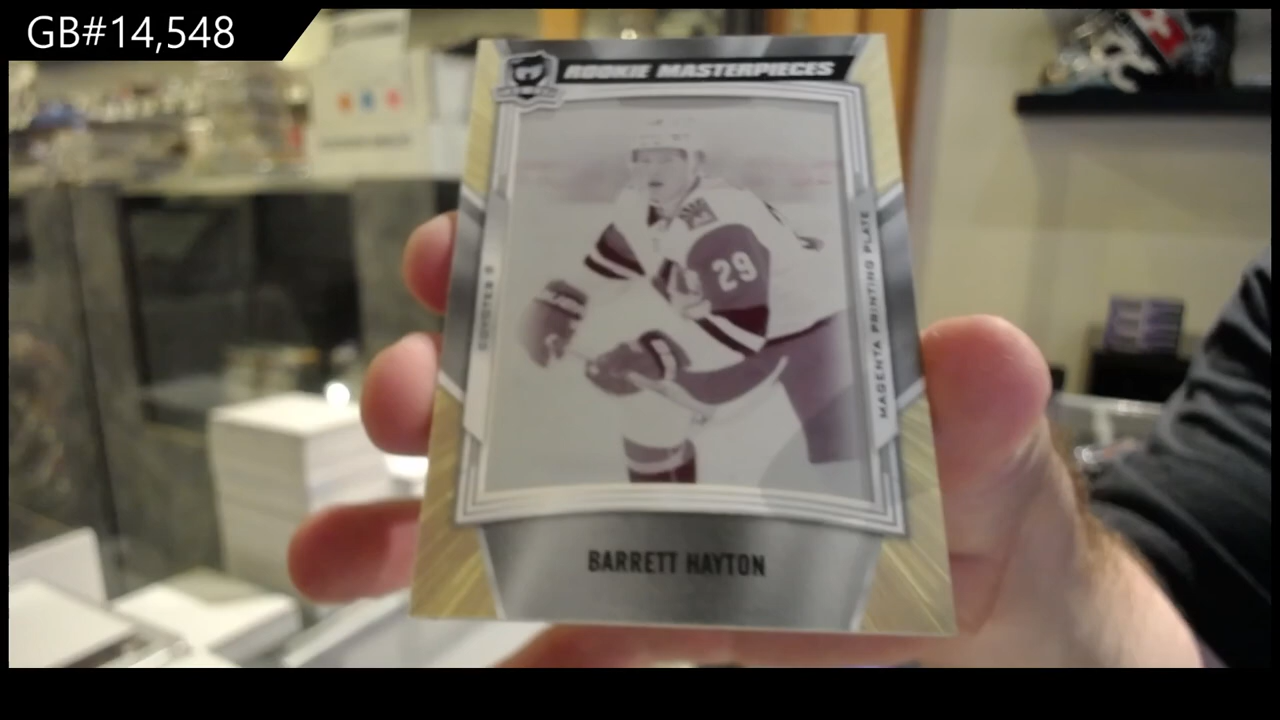 GB#14,548
ROOKIE MASTERPIECES
29
MAGENTA PRINTING PLATE
BARRETT HAYTON